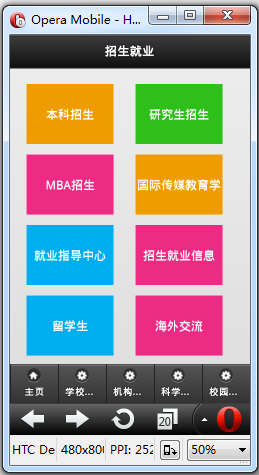 Opera Mobile - H...
招生就业
本科招生
研究生招生
MBA招生
国际传媒教育学
就业指导中心
招生就业信息
留学生
海外交流
主页
学校...
机构...
科学...
校园...
20
HTC De
480x800
PPI: 252
50%